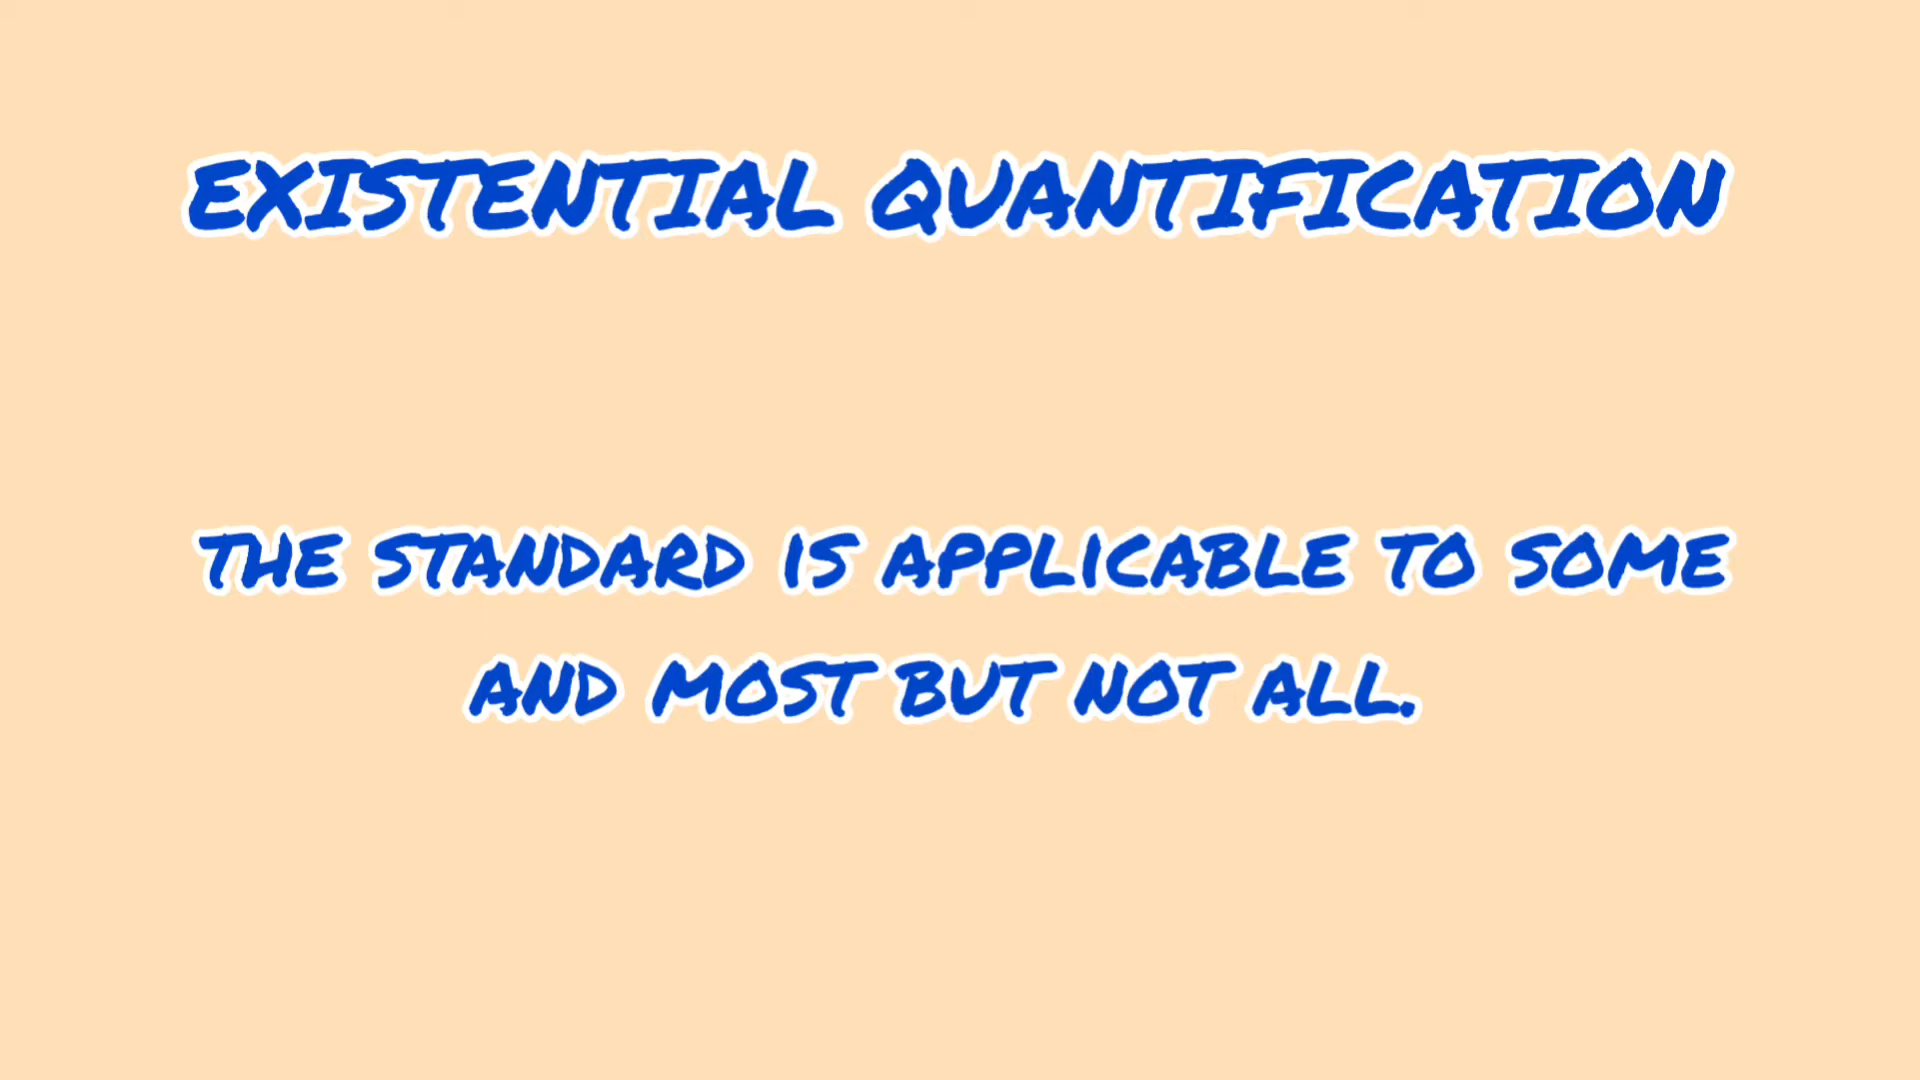 EXISTENTIAL QUANTIFICATION
THE STANDARD IS APPLICABLE TO SOME
AND MOST BUT NOT ALL.